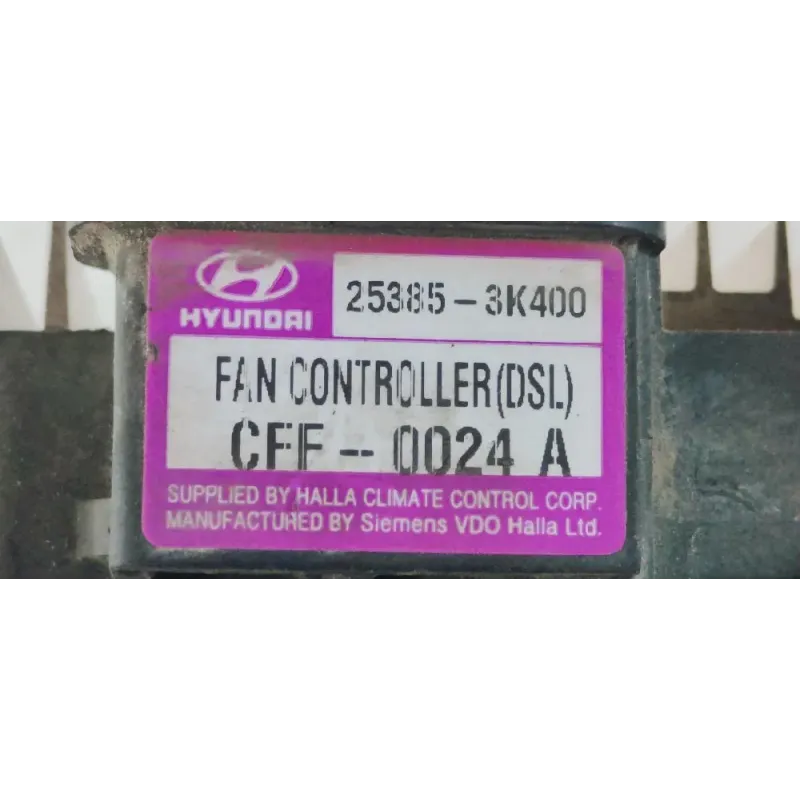 HYUNDAI
25385-3K400
FAN CONTROLLER(DSL)
CFF--0024 A
SUPPLIED BY HALLA CLIMATE CONTROL CORP.
MANUFACTURED BY Siemens VDO Halla Ltd.